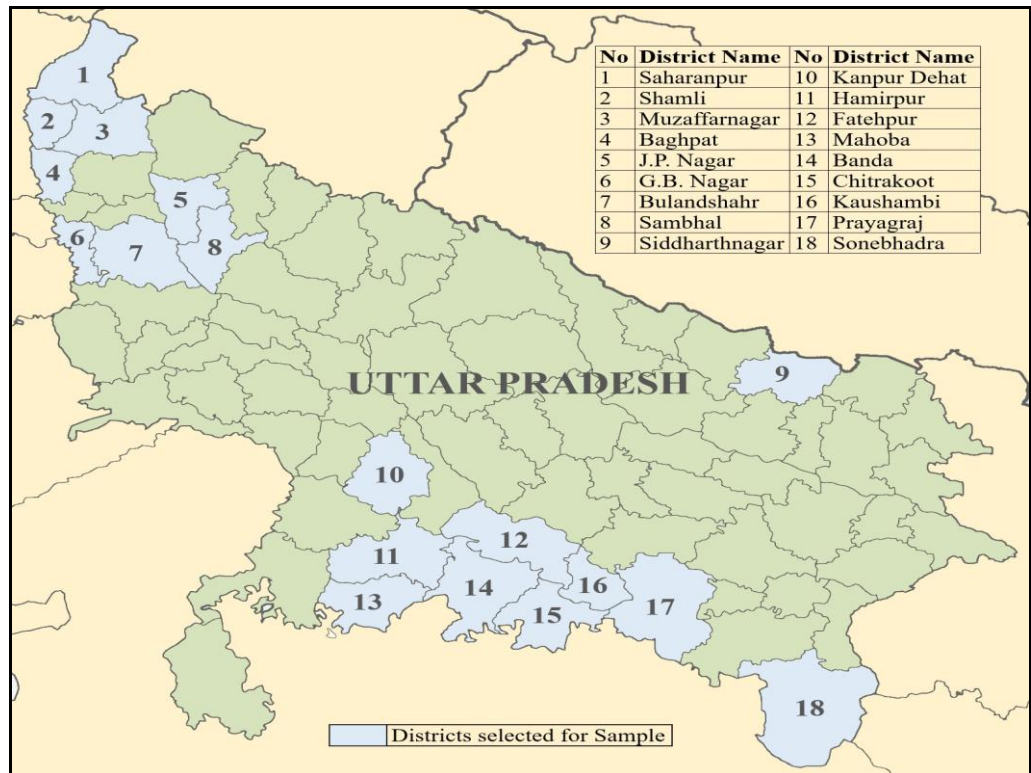 No District Name No District Name
1 Saharanpur 10 Kanpur Dehat
2 Shamli 11 Hamirpur
3 Muzaffarnagar 12 Fatehpur
4 Baghpat 13 Mahoba
5 J.P. Nagar 14 Banda
6 G.B. Nagar 15 Chitrakoot
7 Bulandshahr 16 Kaushambi
8 Sambhal 17 Prayagraj
9 Siddharthnagar 18 Sonebhadra
1
2
3
4
5
6
7
8
UTTAR PRADESH
9
10
11
12
13
14
15
16
17
18
Districts selected for Sample